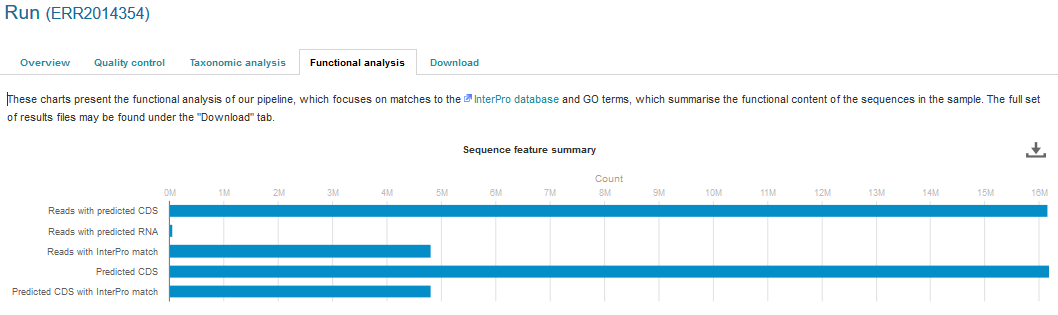 Run (ERR2014354)
Overview Quality control Taxonomic analysis Functional analysis Download
These charts present the functional analysis of our pipeline, which focuses on matches to the InterPro database and GO terms, which summarise the functional content of the sequences in the sample. The full set
of results files may be found under the "Download" tab.
Sequence feature summary
Count
0M 1M 2M 3M 4M 5M 6M 7M 8M 9M 10M 11M 12M 13M 14M 15M 16M
Reads with predicted CDS
Reads with predicted RNA
Reads with InterPro match
Predicted CDS
Predicted CDS with InterPro match